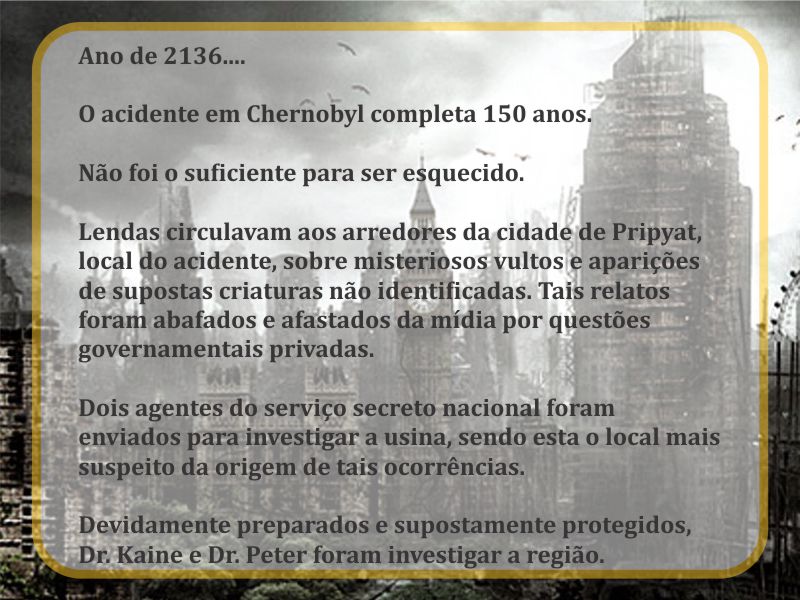 Ano de 2136....
O acidente em Chernobyl completa 150 anos.
Não foi o suficiente para ser esquecido.
Lendas circulavam aos arredores da cidade de Pripyat,
local do acidente, sobre misteriosos vultos e aparições
de supostas criaturas não identificadas. Tais relatos
foram abafados e afastados da mídia por questões
governamentais privadas.
Dois agentes do serviço secreto nacional foram
enviados para investigar a usina, sendo esta o local mais
suspeito da origem de tais ocorrências.
Devidamente preparados e supostamente protegidos,
Dr. Kaine e Dr. Peter foram investigar a região.